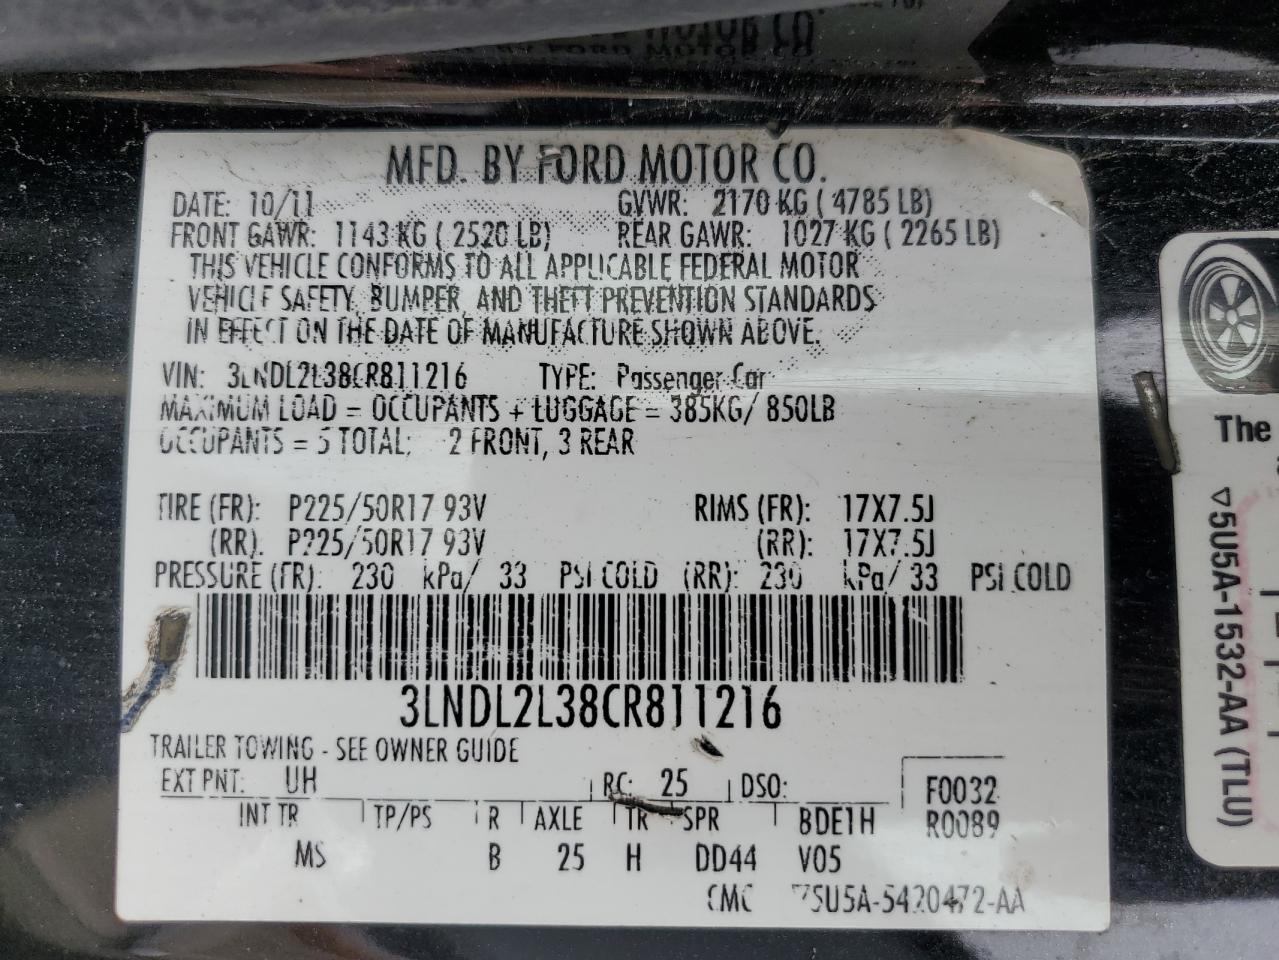 MFD. BY FORD MOTOR CO.
DATE: 10/11 GVWR: 2170 KG ( 4785 LB)
FRONT GAWR: 1143 KG ( 2520 LB) REAR GAWR: 1027 KG ( 2265 LB)
THIS VEHICLE CONFORMS TO ALL APPLICABLE FEDERAL MOTOR
VEHICLE SAFETY, BUMPER, AND THEFT PREVENTION STANDARDS
IN EFFECT ON THE DATE OF MANUFACTURE SHOWN ABOVE.
VIN: 3LNDL2L38CR811216 TYPE: Passenger Car
MAXIMUM LOAD = OCCUPANTS + LUGGAGE = 385KG/ 850LB
OCCUPANTS = 5 TOTAL; 2 FRONT, 3 REAR
TIRE (FR): P225/50R17 93V RIMS (FR): 17X7.5J
(RR). P225/50R17 93V (RR): 17X7.5J
PRESSURE (FR): 230 kPa/ 33 PSI COLD (RR): 230 kPa/ 33 PSI COLD
3LNDL2L38CR811216
TRAILER TOWING - SEE OWNER GUIDE
EXT PNT: UH RC: 25 DSO: F0032
INT TR TP/PS R AXLE TR SPR BDE1H R0089
MS B 25 H DD44 V05
CMC 5U5A-5420472-AA
The
5U5A-1532-AA (TLU)